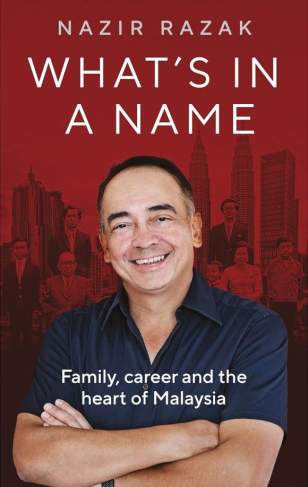 NAZIR RAZAK
WHAT'S IN
A NAME
Family, career and the
heart of Malaysia